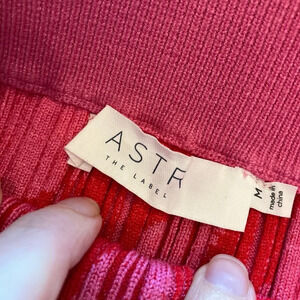 ASTR
THE LABEL
M
made in
china